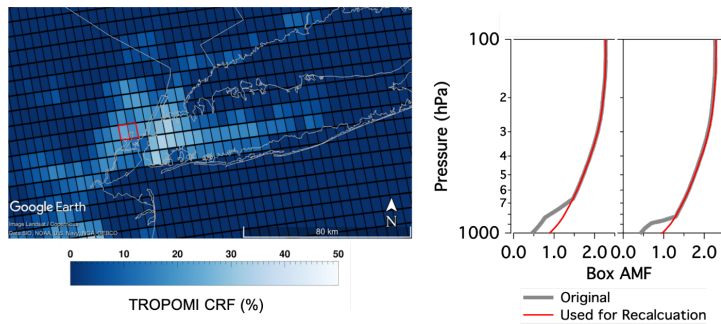 Google Earth
Image Landsat / Copernicus
Data SIO, NOAA, U.S. Navy, NGA, GEBCO
N
80 km
0 10 20 30 40 50
TROPOMI CRF (%)
Pressure (hPa)
100
2
3
4
5
6
7
1000
0.0 1.0 2.0 0.0 1.0 2.0
Box AMF
Original
Used for Recalcuation